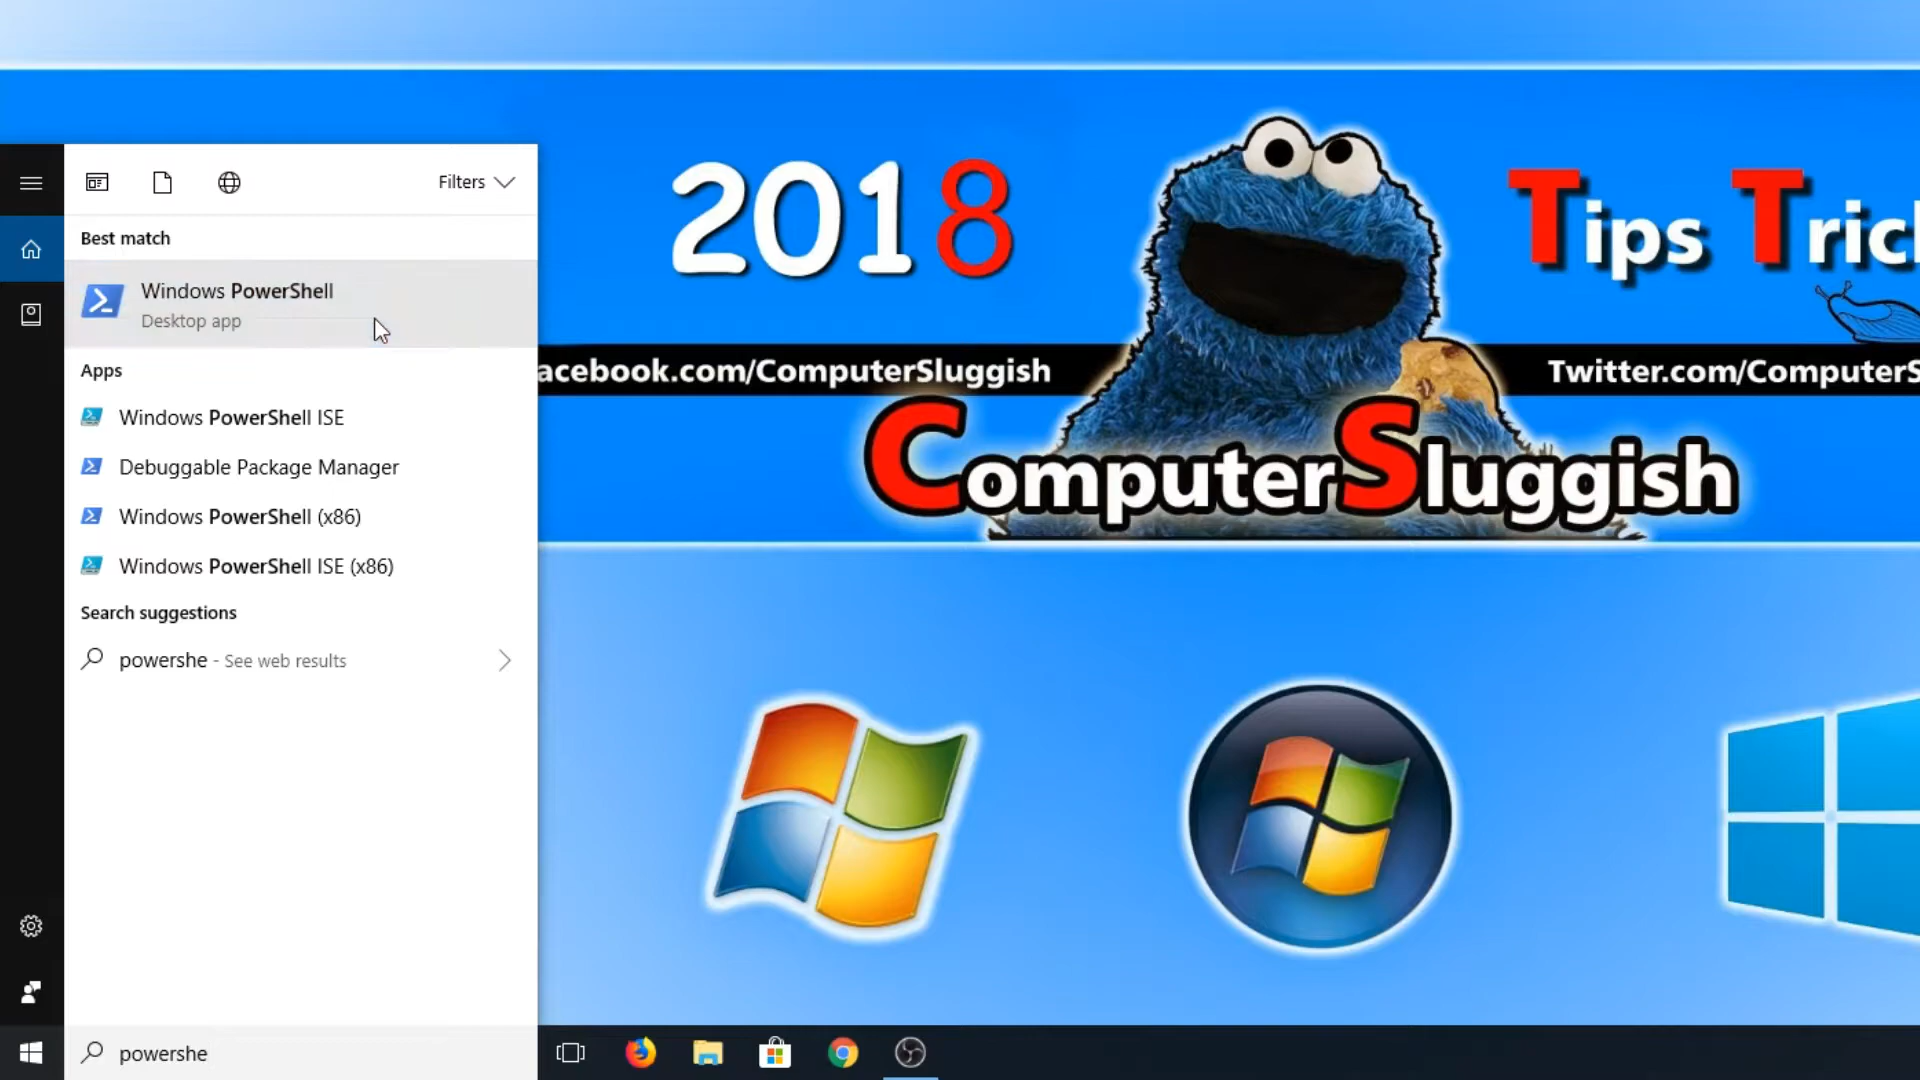 Filters
Best match
Windows PowerShell
Desktop app
Apps
Windows PowerShell ISE
Debuggable Package Manager
Windows PowerShell (x86)
Windows PowerShell ISE (x86)
Search suggestions
powershe - See web results
powershe
2018
Tips Tric
acebook.com/ComputerSluggish
Twitter.com/ComputerS
ComputerSluggish